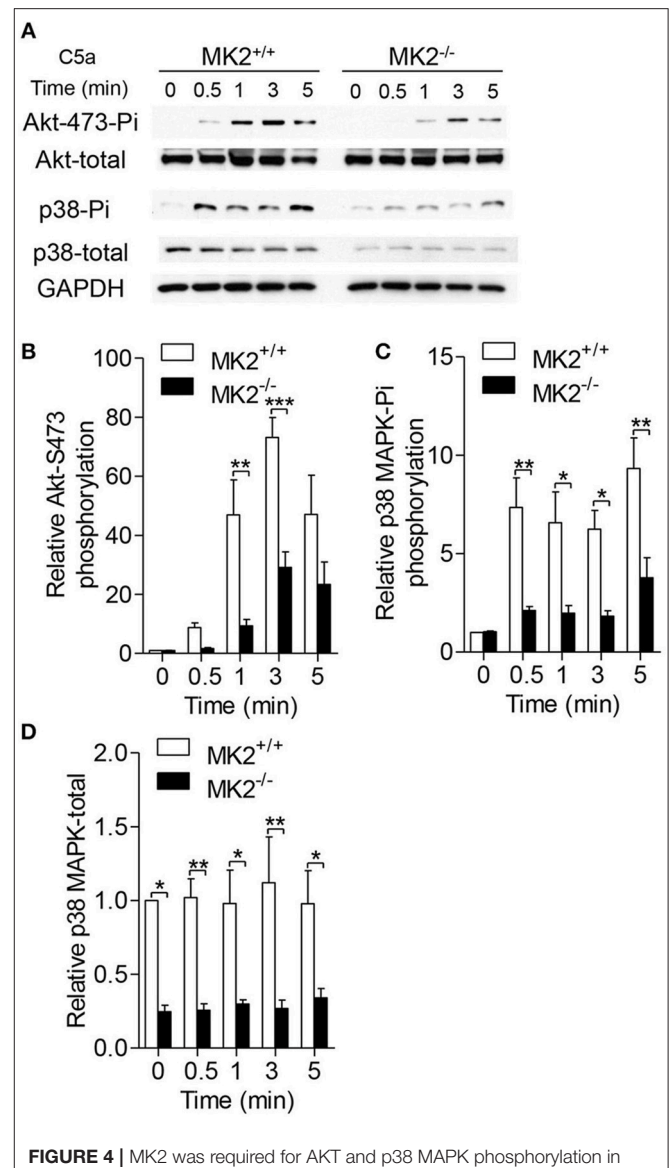 A
C5a MK2+/+ MK2-/-
Time (min) 0 0.5 1 3 5 0 0.5 1 3 5
Akt-473-Pi
Akt-total
p38-Pi
p38-total
GAPDH
B
MK2+/+
MK2-/-
Relative Akt-S473
phosphorylation
100
80
60
40
20
0
** ***
0 0.5 1 3 5
Time (min)
C
MK2+/+
MK2-/-
Relative p38 MAPK-Pi
phosphorylation
15
10
5
0
** * * **
0 0.5 1 3 5
Time (min)
D
MK2+/+
MK2-/-
Relative p38 MAPK-total
2.0
1.5
1.0
0.5
0.0
* ** * ** *
0 0.5 1 3 5
Time (min)
FIGURE 4 | MK2 was required for AKT and p38 MAPK phosphorylation in